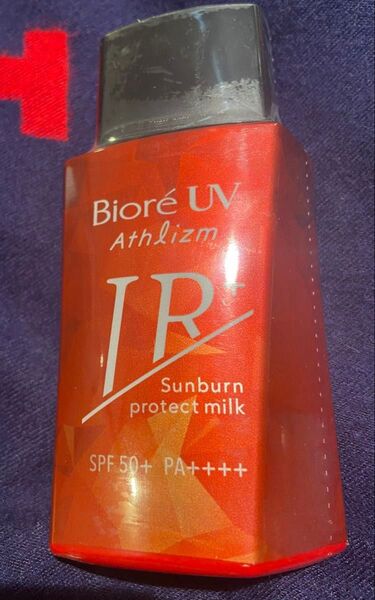 Bioré UV
Athlizm
IR+
Sunburn
protect milk
SPF 50+ PA++++